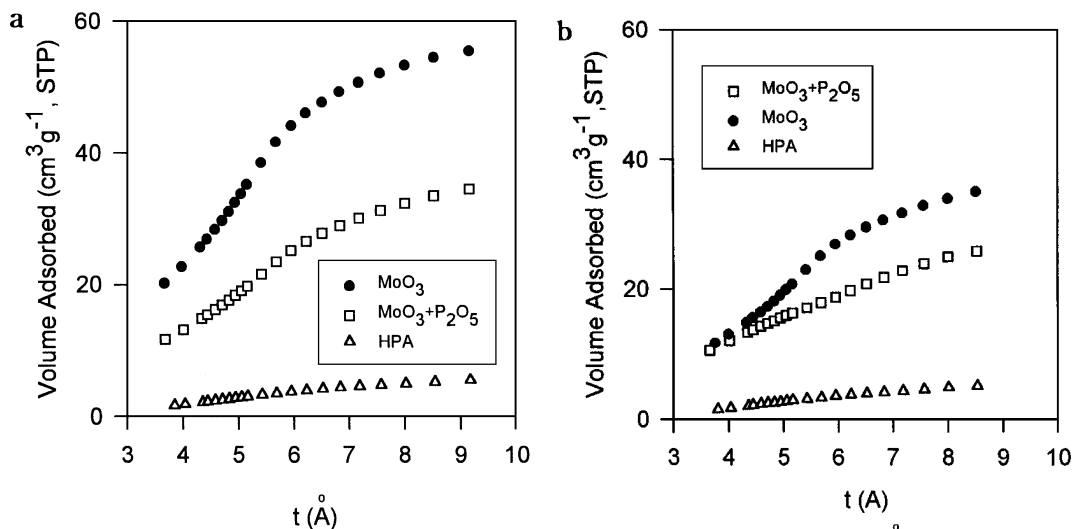 a
Volume Adsorbed (cm³g⁻¹, STP)
60
40
20
0
MoO₃
MoO₃+P₂O₅
HPA
3 4 5 6 7 8 9 10
t (Å)
b
Volume Adsorbed (cm³g⁻¹,STP)
60
40
20
0
MoO₃+P₂O₅
MoO₃
HPA
3 4 5 6 7 8 9 10
t (A)